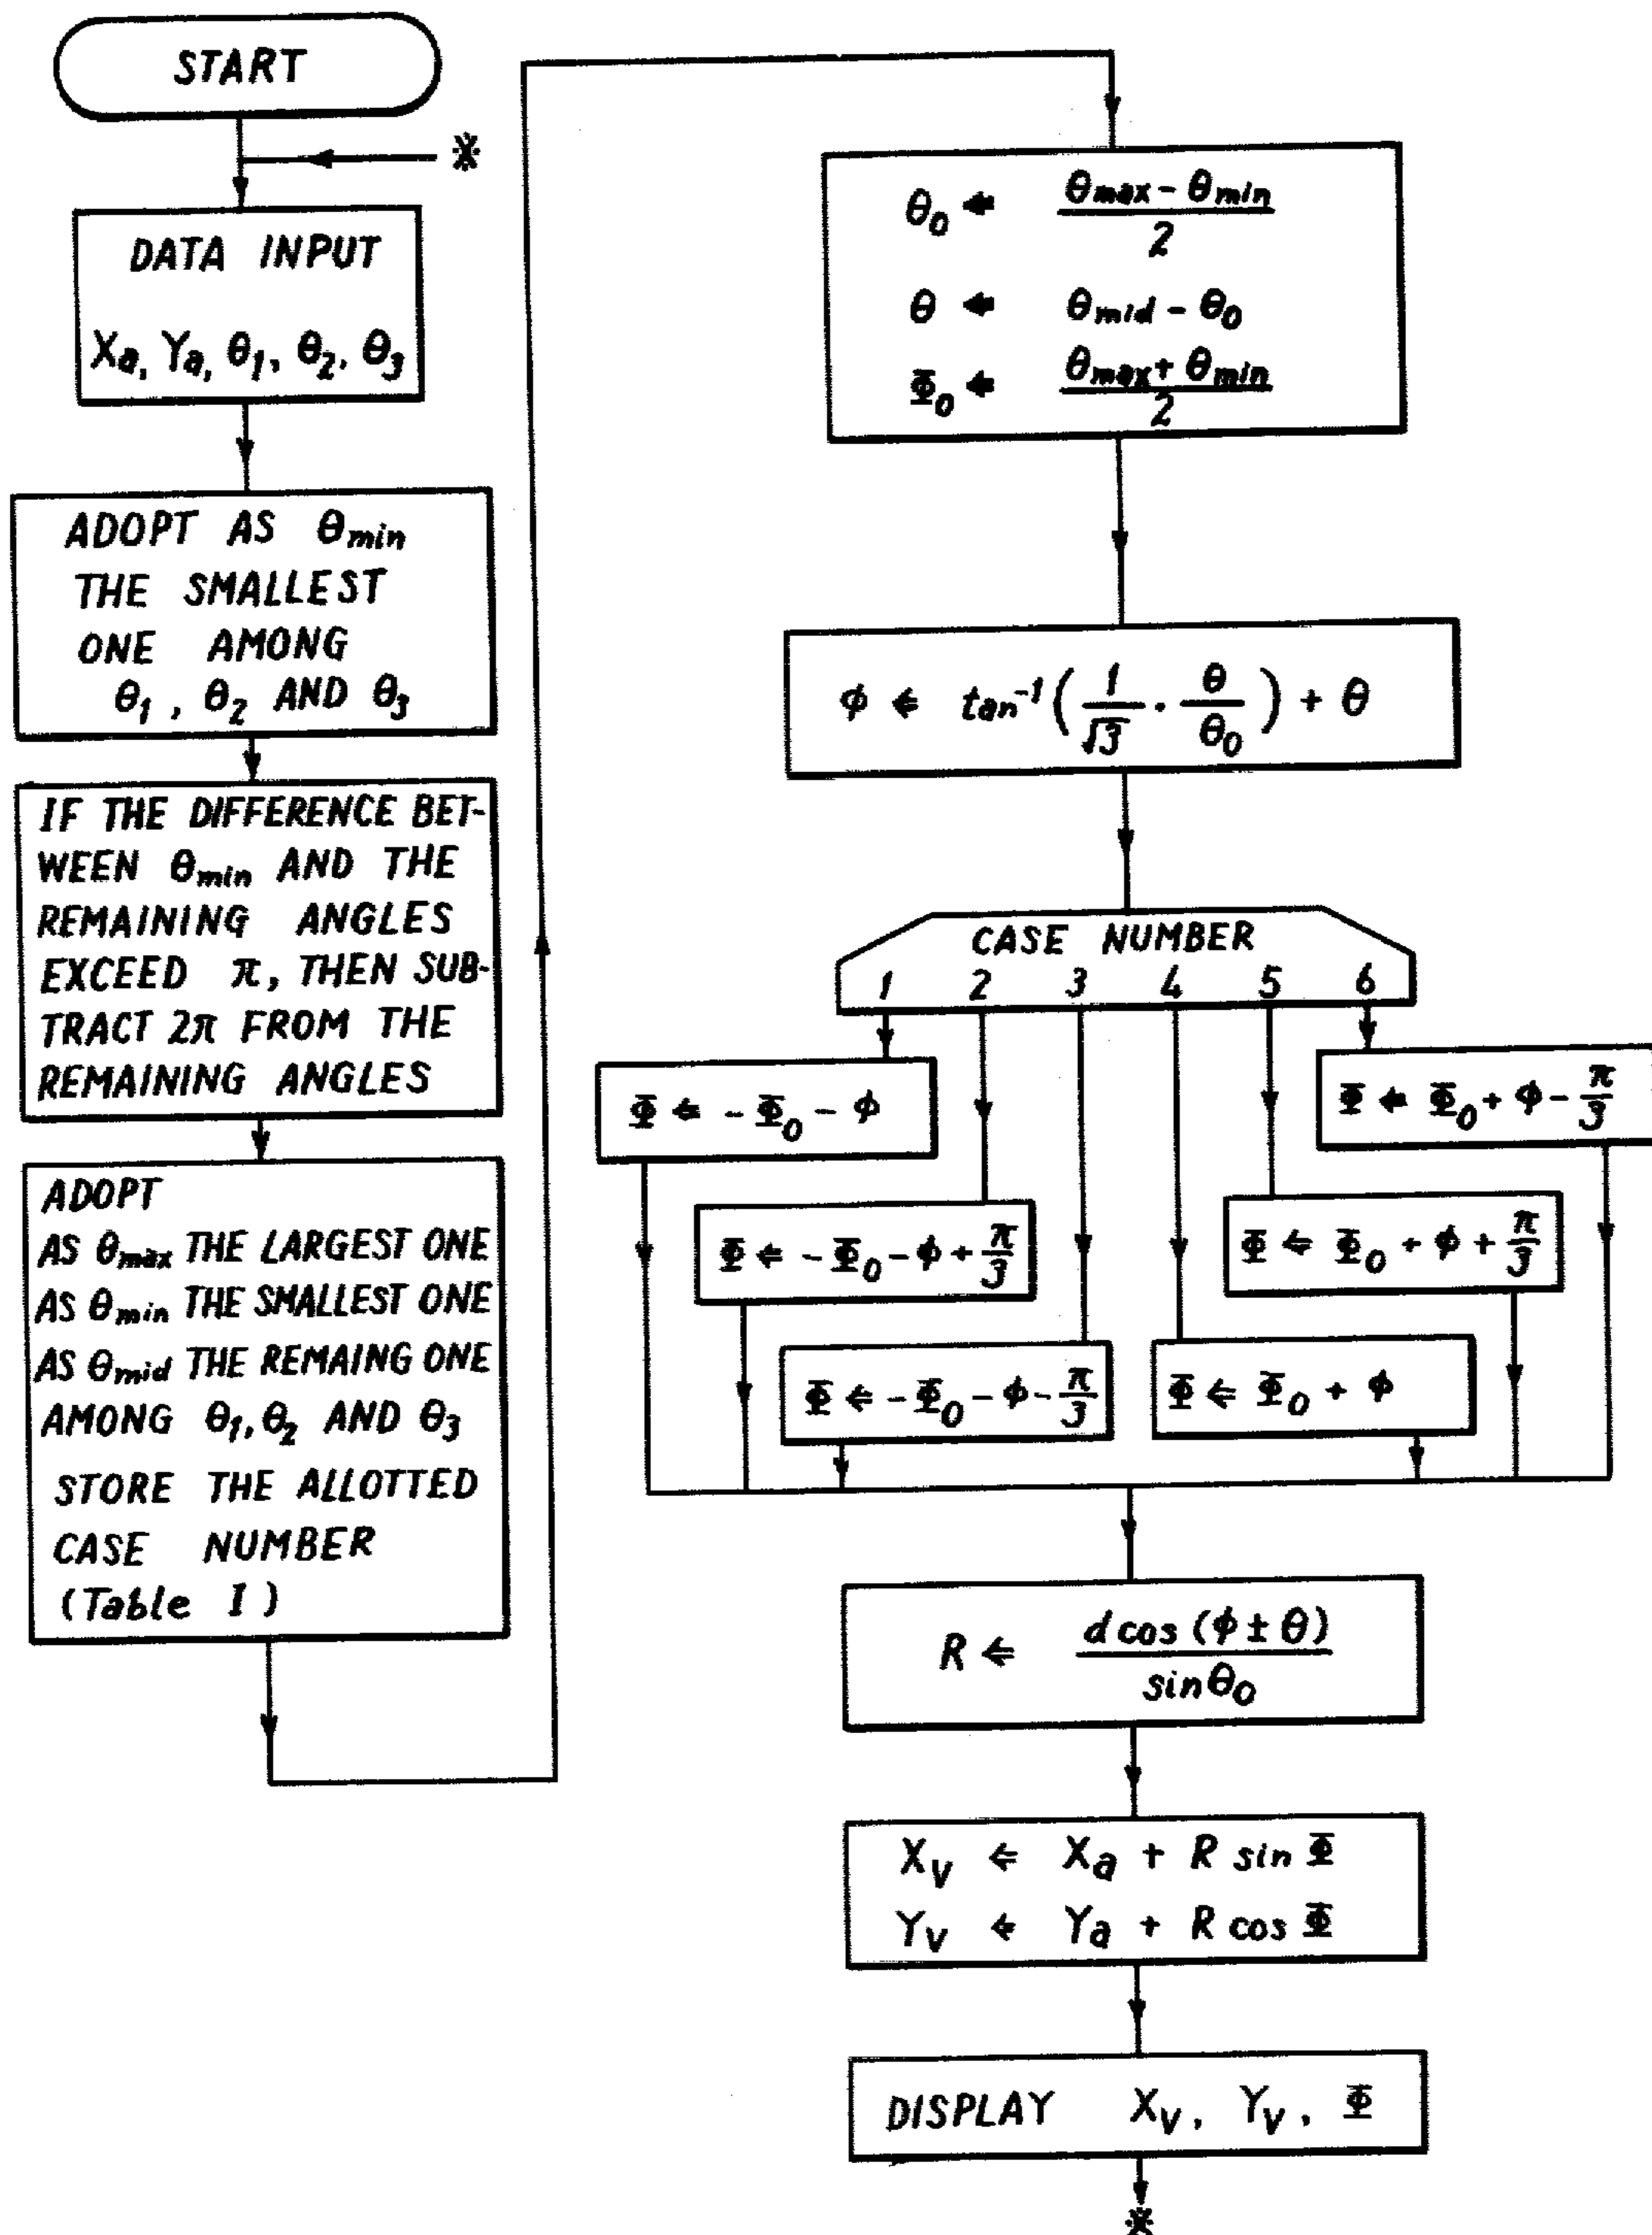 START
※
DATA INPUT
Xa, Ya, θ1, θ2, θ3
ADOPT AS θmin
THE SMALLEST
ONE AMONG
θ1, θ2 AND θ3
IF THE DIFFERENCE BET-
WEEN θmin AND THE
REMAINING ANGLES
EXCEED π, THEN SUB-
TRACT 2π FROM THE
REMAINING ANGLES
ADOPT
AS θmax THE LARGEST ONE
AS θmin THE SMALLEST ONE
AS θmid THE REMAING ONE
AMONG θ1, θ2 AND θ3
STORE THE ALLOTTED
CASE NUMBER
(Table I)
θ0 ⇐ (θmax - θmin)/2
θ ⇐ θmid - θ0
Φ0 ⇐ (θmax + θmin)/2
ϕ ⇐ tan⁻¹(1/√3 · θ/θ0) + θ
CASE NUMBER
1 2 3 4 5 6
Φ ⇐ -Φ0 - ϕ
Φ ⇐ Φ0 + ϕ - π/3
Φ ⇐ -Φ0 - ϕ + π/3
Φ ⇐ Φ0 + ϕ + π/3
Φ ⇐ -Φ0 - ϕ - π/3
Φ ⇐ Φ0 + ϕ
R ⇐ d cos (ϕ ± θ)/sin θ0
Xv ⇐ Xa + R sin Φ
Yv ⇐ Ya + R cos Φ
DISPLAY Xv, Yv, Φ
※